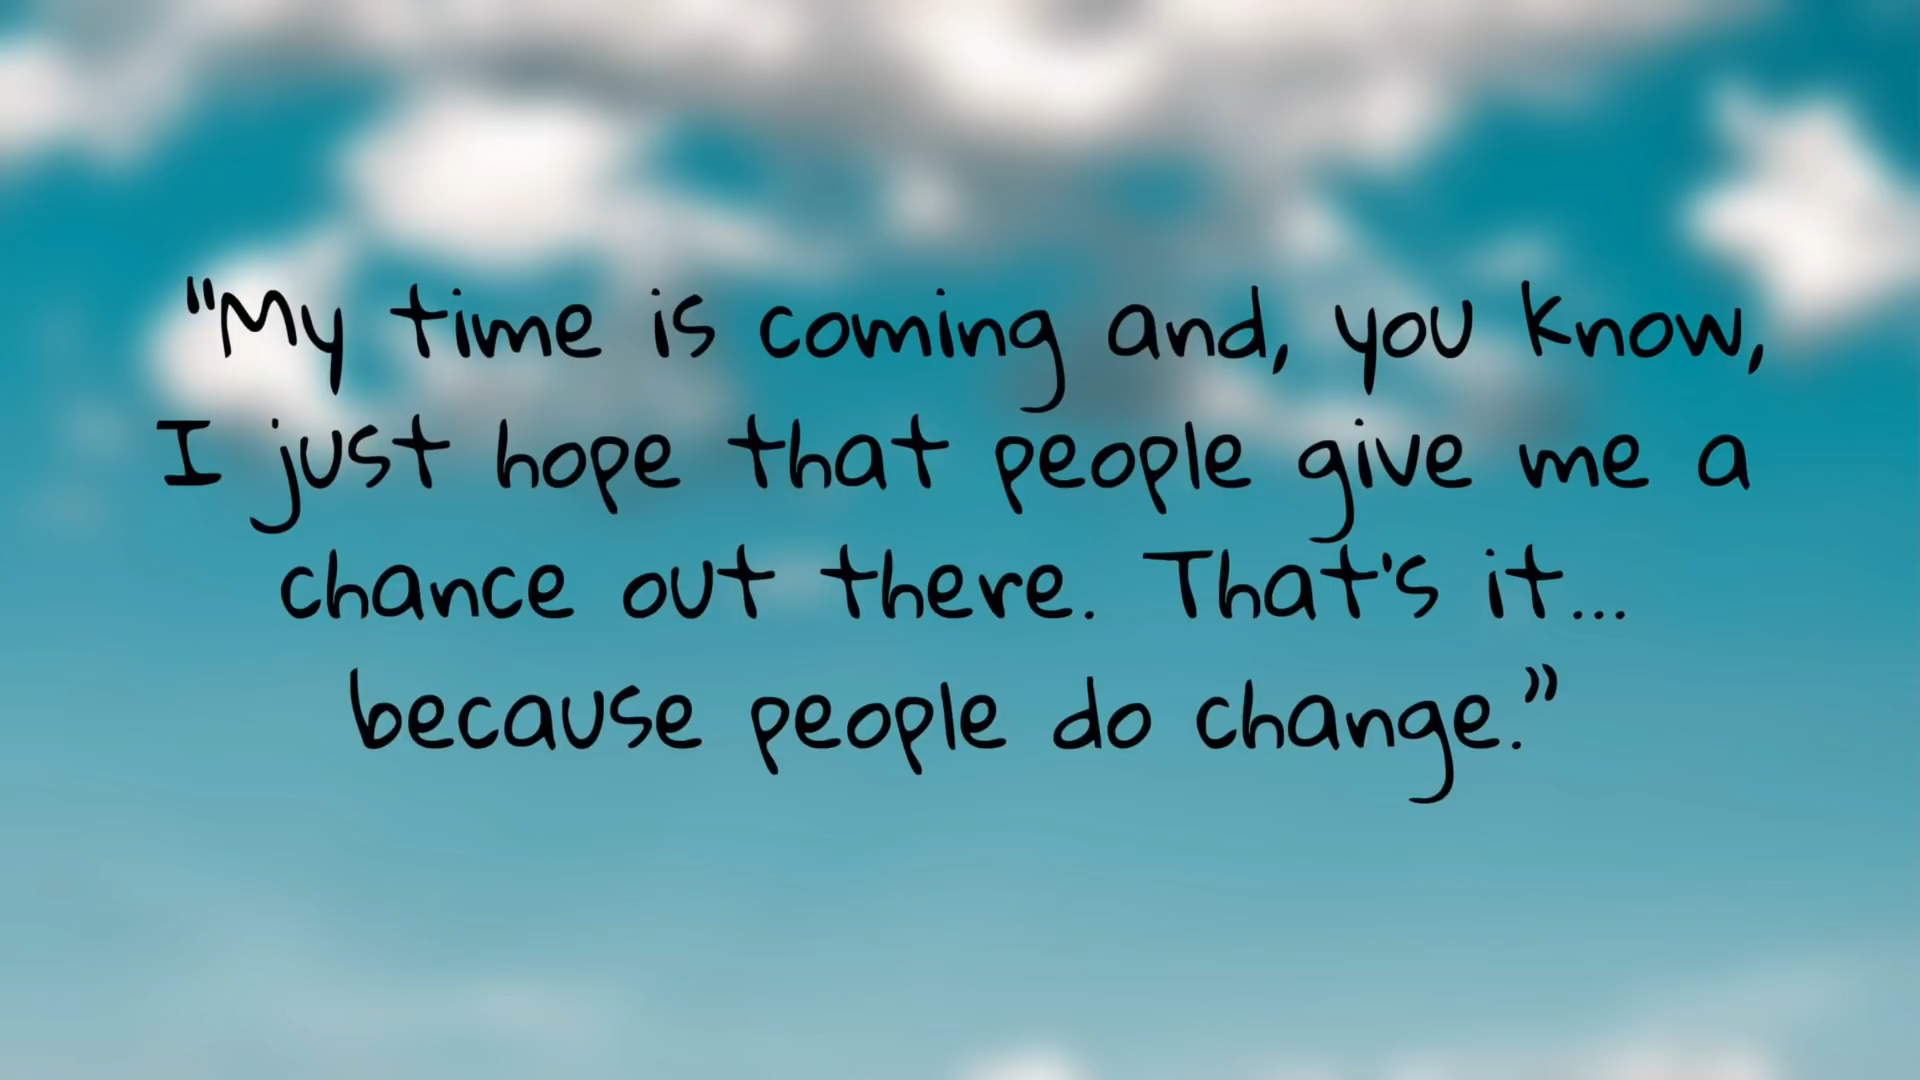 “My time is coming and, you know,
I just hope that people give me a
chance out there. That's it...
because people do change.”